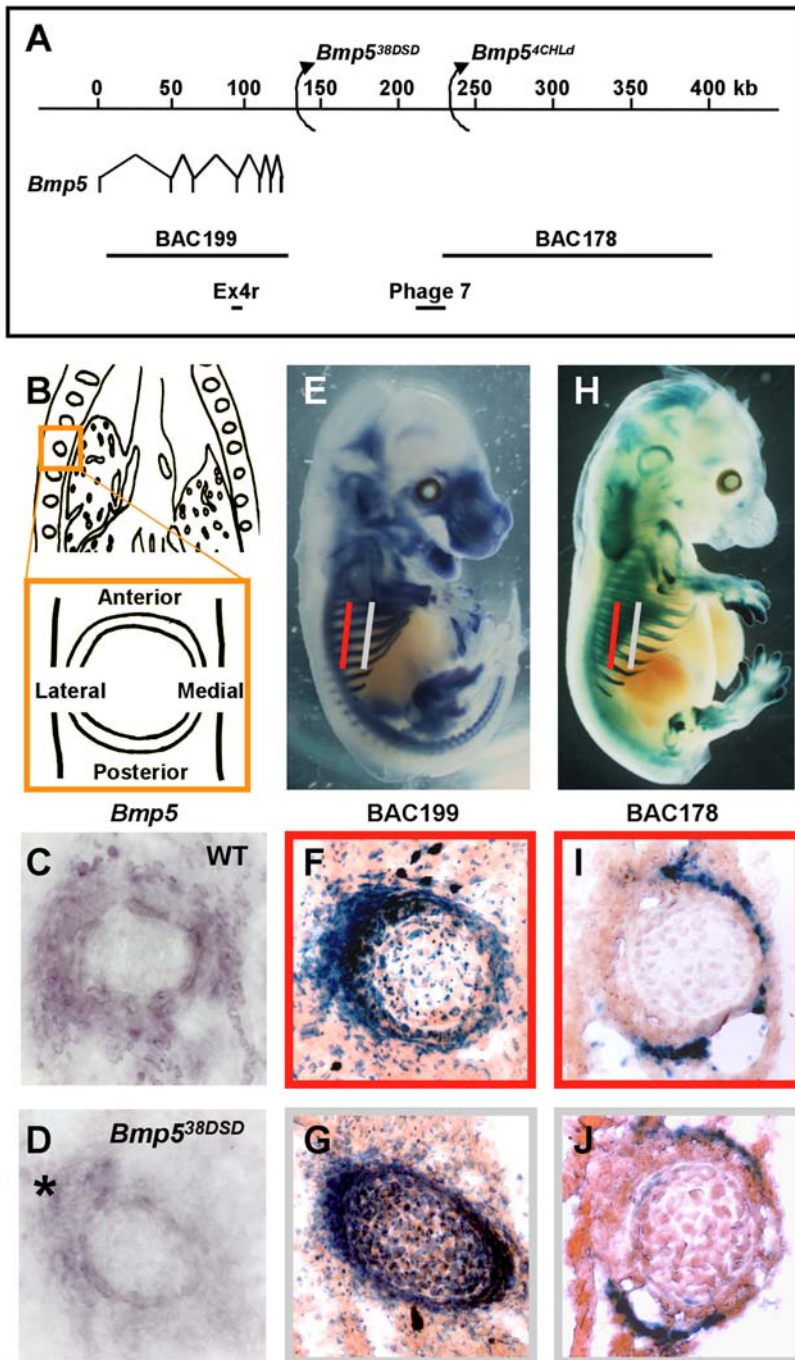 A
Bmp5^38DSD Bmp5^4CHLd
0 50 100 150 200 250 300 350 400 kb
Bmp5
BAC199 BAC178
Ex4r Phage 7
B E H
Anterior
Lateral Medial
Posterior
Bmp5 BAC199 BAC178
C WT F I
D Bmp5^38DSD G J
*